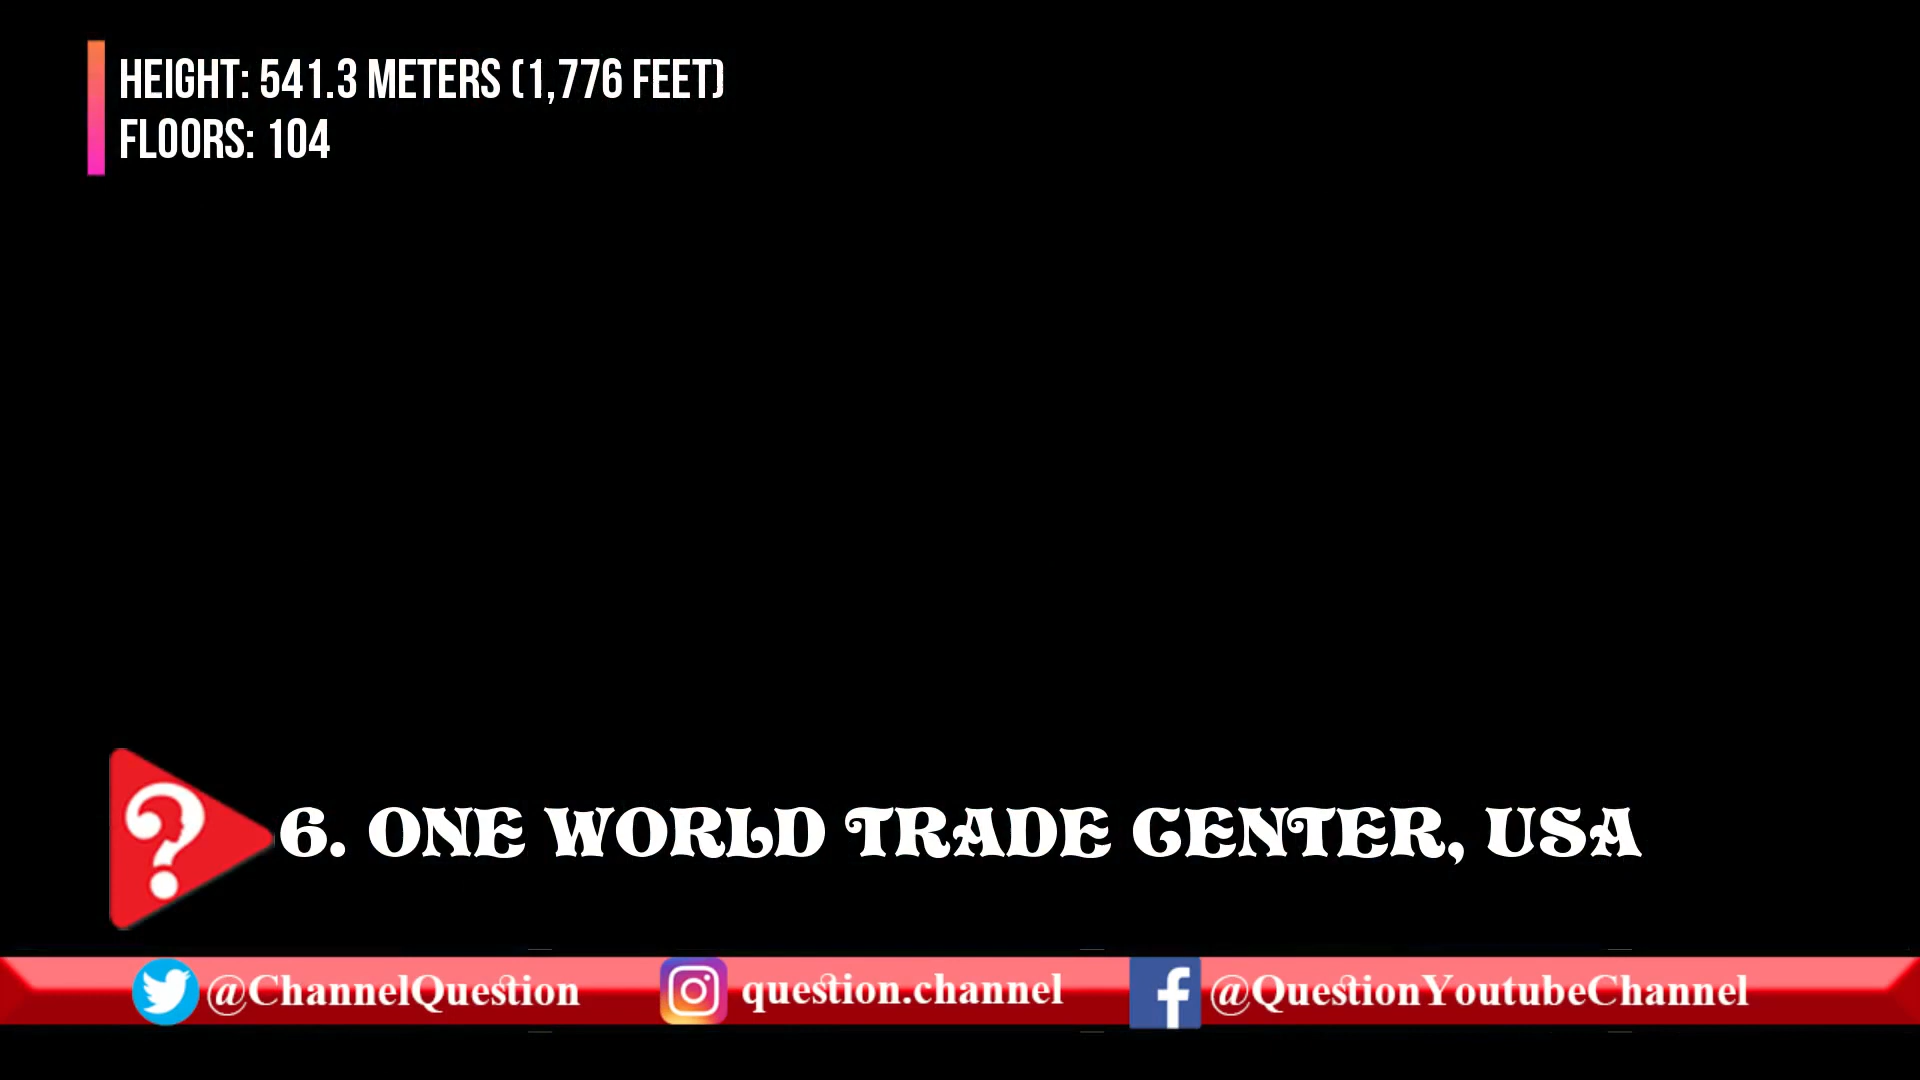 HEIGHT: 541.3 METERS (1,776 FEET)
FLOORS: 104
?
6. ONE WORLD TRADE CENTER, USA
@ChannelQuestion question.channel @QuestionYoutubeChannel